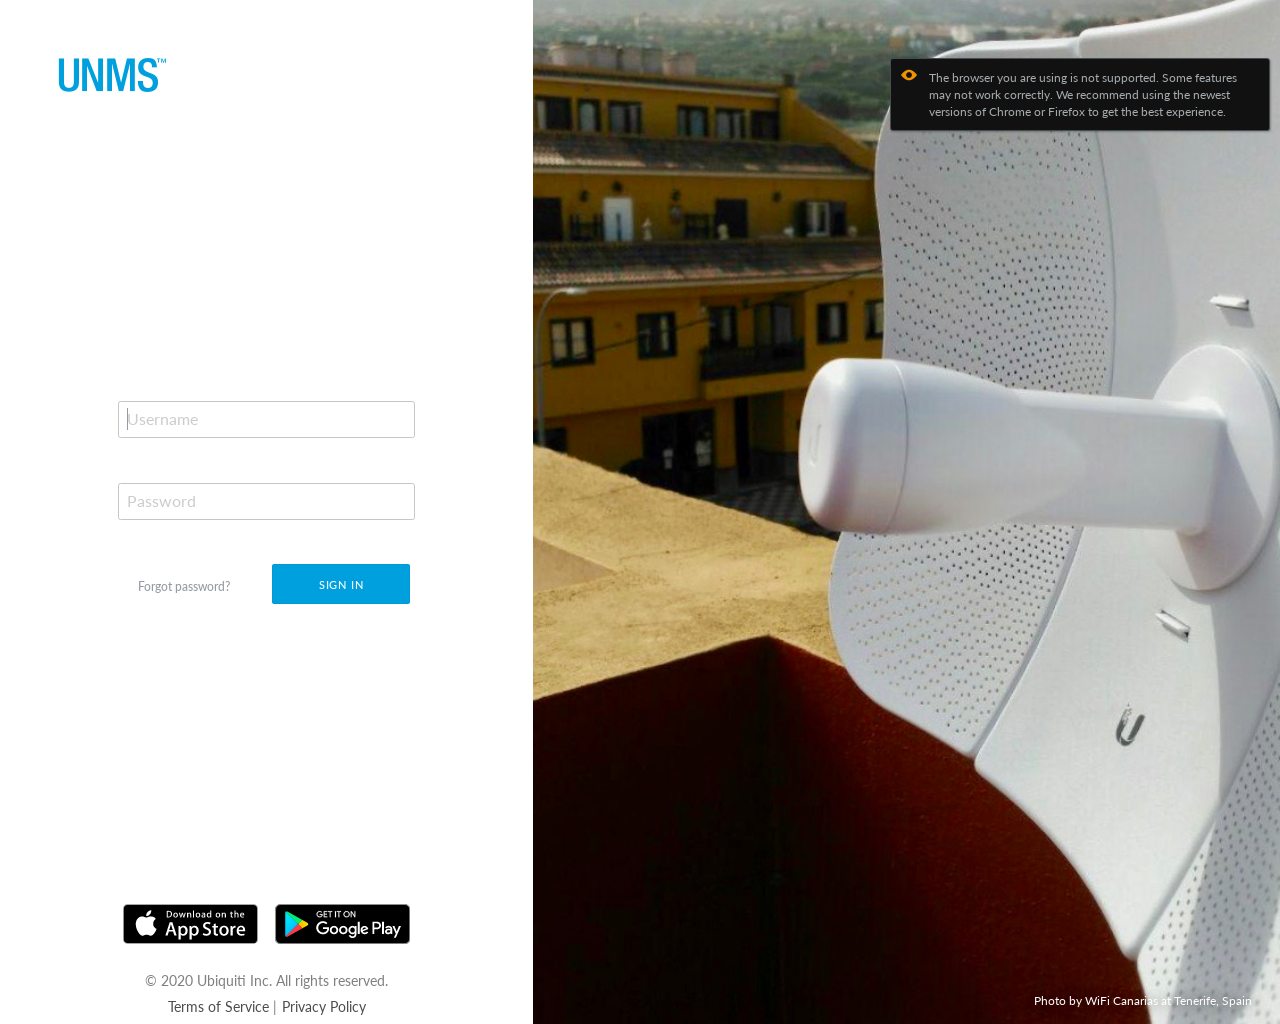 UNMS™
The browser you are using is not supported. Some features
may not work correctly. We recommend using the newest
versions of Chrome or Firefox to get the best experience.
Username
Password
Forgot password?
SIGN IN
Download on the
App Store
GET IT ON
Google Play
© 2020 Ubiquiti Inc. All rights reserved.
Terms of Service | Privacy Policy
Photo by WiFi Canarias at Tenerife, Spain